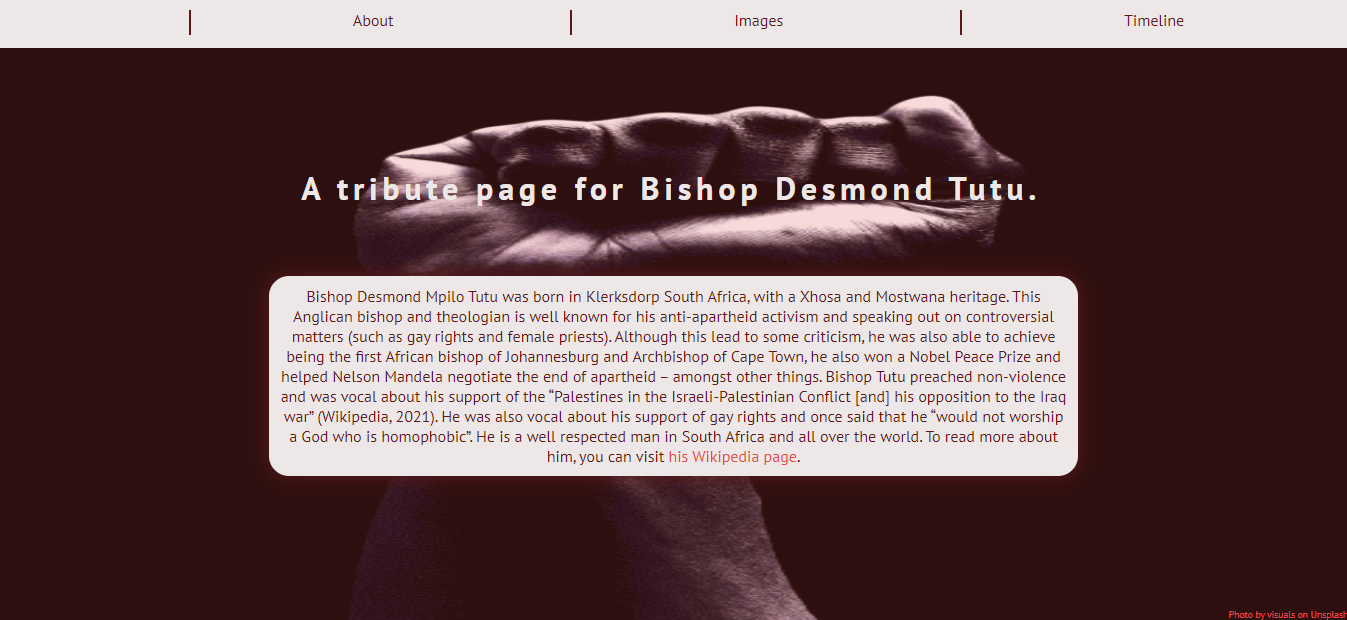 About Images Timeline
A tribute page for Bishop Desmond Tutu.
Bishop Desmond Mpilo Tutu was born in Klerksdorp South Africa, with a Xhosa and Mostwana heritage. This
Anglican bishop and theologian is well known for his anti-apartheid activism and speaking out on controversial
matters (such as gay rights and female priests). Although this lead to some criticism, he was also able to achieve
being the first African bishop of Johannesburg and Archbishop of Cape Town, he also won a Nobel Peace Prize and
helped Nelson Mandela negotiate the end of apartheid – amongst other things. Bishop Tutu preached non-violence
and was vocal about his support of the “Palestines in the Israeli-Palestinian Conflict [and] his opposition to the Iraq
war” (Wikipedia, 2021). He was also vocal about his support of gay rights and once said that he “would not worship
a God who is homophobic”. He is a well respected man in South Africa and all over the world. To read more about
him, you can visit his Wikipedia page.
Photo by visuals on Unsplash